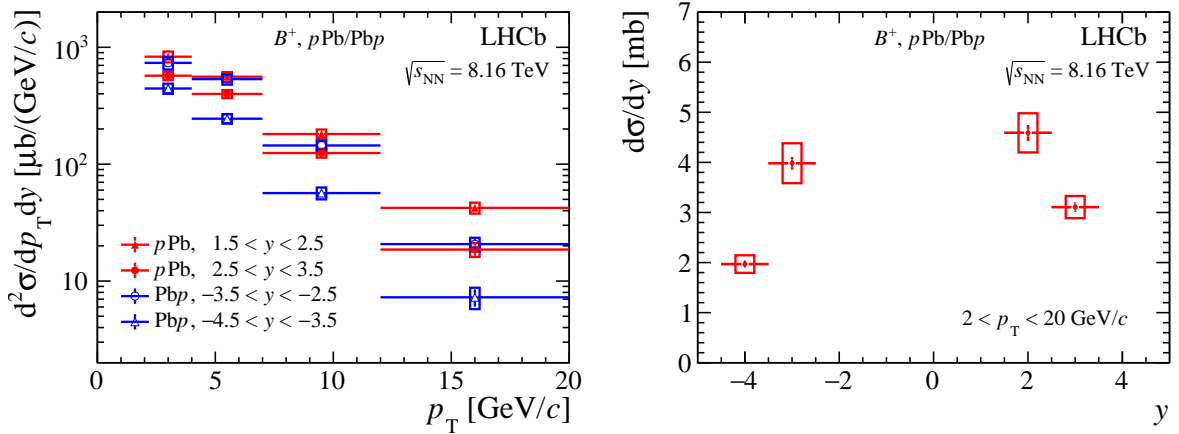 d²σ/dp_T dy [μb/(GeV/c)]
10³
10²
10
B⁺, pPb/Pbp
LHCb
√s_NN = 8.16 TeV
pPb, 1.5 < y < 2.5
pPb, 2.5 < y < 3.5
Pbp, −3.5 < y < −2.5
Pbp, −4.5 < y < −3.5
0 5 10 15 20
p_T [GeV/c]
dσ/dy [mb]
7
6
5
4
3
2
1
0
B⁺, pPb/Pbp
LHCb
√s_NN = 8.16 TeV
2 < p_T < 20 GeV/c
−4 −2 0 2 4
y